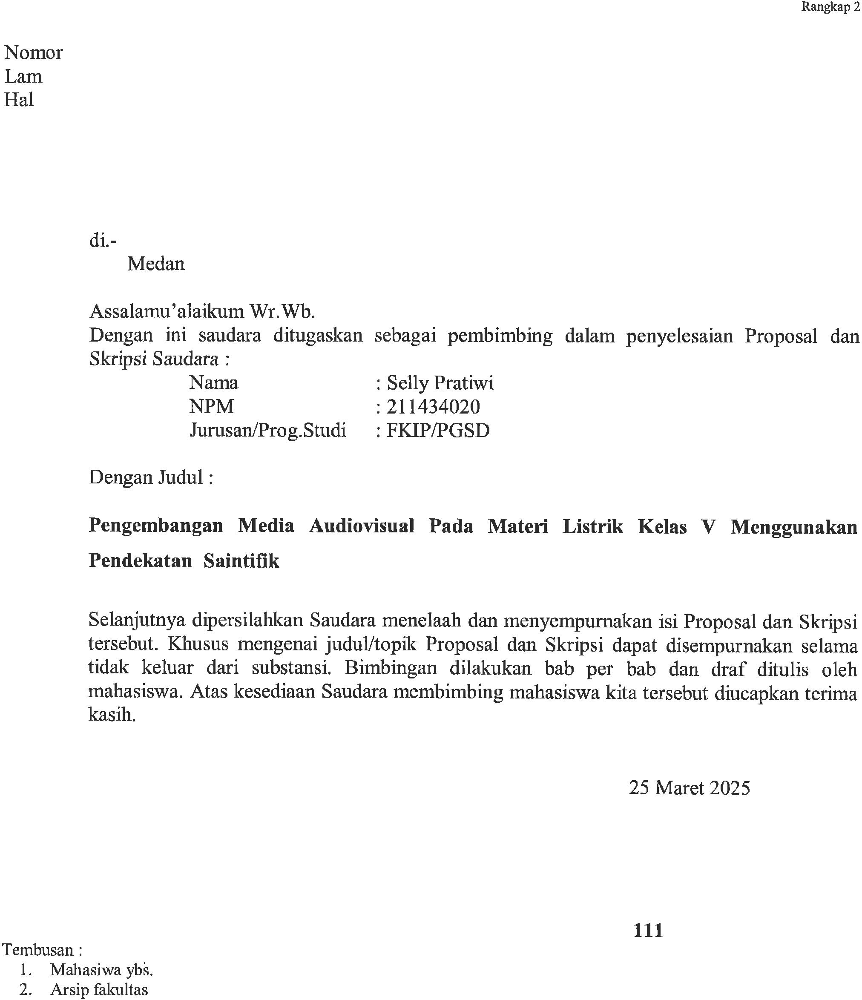 Rangkap 2
Nomor
Lam
Hal
di.-
Medan
Assalamu'alaikum Wr.Wb.
Dengan ini saudara ditugaskan sebagai pembimbing dalam penyelesaian Proposal dan
Skripsi Saudara :
Nama : Selly Pratiwi
NPM : 211434020
Jurusan/Prog.Studi : FKIP/PGSD
Dengan Judul :
Pengembangan Media Audiovisual Pada Materi Listrik Kelas V Menggunakan
Pendekatan Saintifik
Selanjutnya dipersilahkan Saudara menelaah dan menyempurnakan isi Proposal dan Skripsi
tersebut. Khusus mengenai judul/topik Proposal dan Skripsi dapat disempurnakan selama
tidak keluar dari substansi. Bimbingan dilakukan bab per bab dan draf ditulis oleh
mahasiswa. Atas kesediaan Saudara membimbing mahasiswa kita tersebut diucapkan terima
kasih.
25 Maret 2025
111
Tembusan :
1. Mahasiwa ybs.
2. Arsip fakultas